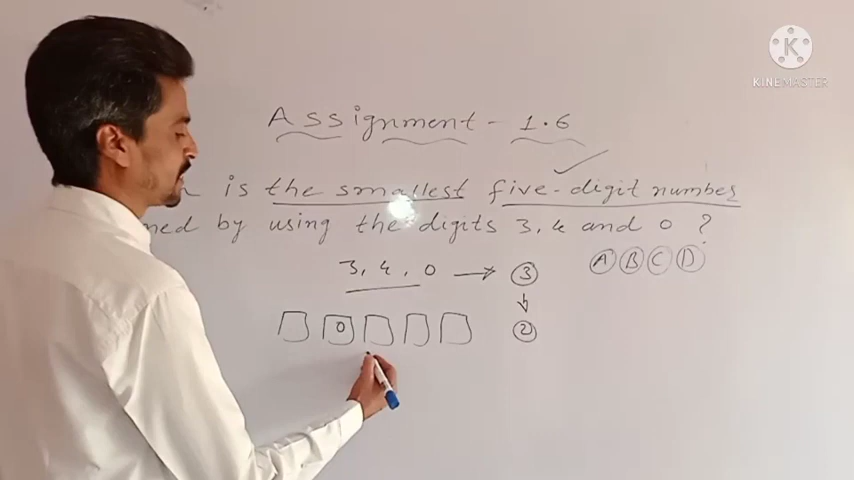 Assignment - 1.6
is the smallest five-digit number
by using the digits 3, 4 and 0 ?
3, 4, 0 → 3
A B C D
0
2
K
KINEMASTER